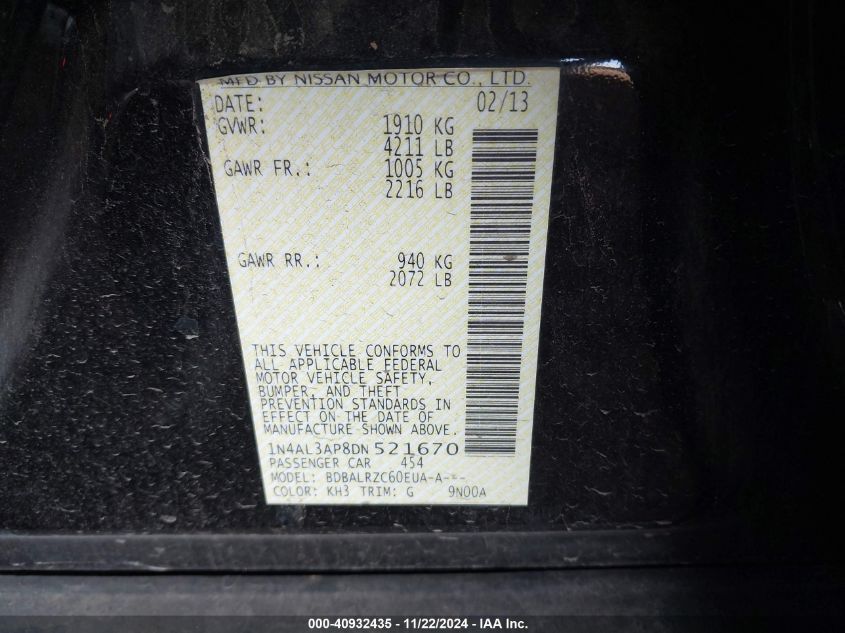 MFD BY NISSAN MOTOR CO., LTD.
DATE: 02/13
GVWR: 1910 KG
4211 LB
GAWR FR.: 1005 KG
2216 LB
GAWR RR.: 940 KG
2072 LB
THIS VEHICLE CONFORMS TO
ALL APPLICABLE FEDERAL
MOTOR VEHICLE SAFETY,
BUMPER, AND THEFT
PREVENTION STANDARDS IN
EFFECT ON THE DATE OF
MANUFACTURE SHOWN ABOVE.
1N4AL3AP8DN 521670
PASSENGER CAR 454
MODEL: BDBALRZC60EUA-A---
COLOR: KH3 TRIM: G 9N00A
000-40932435 - 11/22/2024 - IAA Inc.